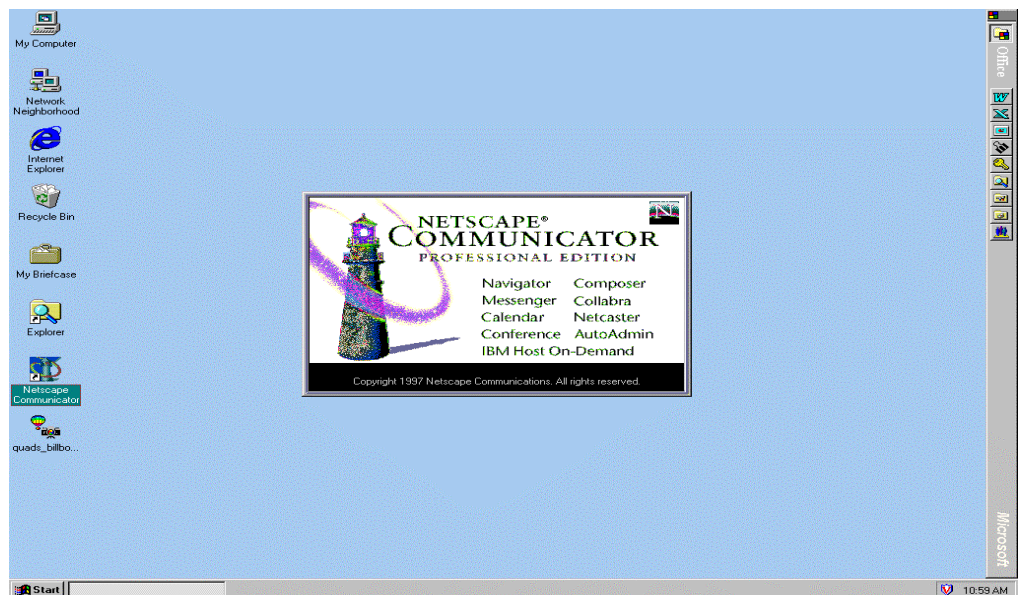 My Computer
Network
Neighborhood
Internet
Explorer
Recycle Bin
My Briefcase
Explorer
Netscape
Communicator
quads_billbo...
NETSCAPE®
COMMUNICATOR
PROFESSIONAL EDITION
N
Navigator Composer
Messenger Collabra
Calendar Netcaster
Conference AutoAdmin
IBM Host On-Demand
Copyright 1997 Netscape Communications. All rights reserved.
Office
Microsoft
Start
10:59 AM